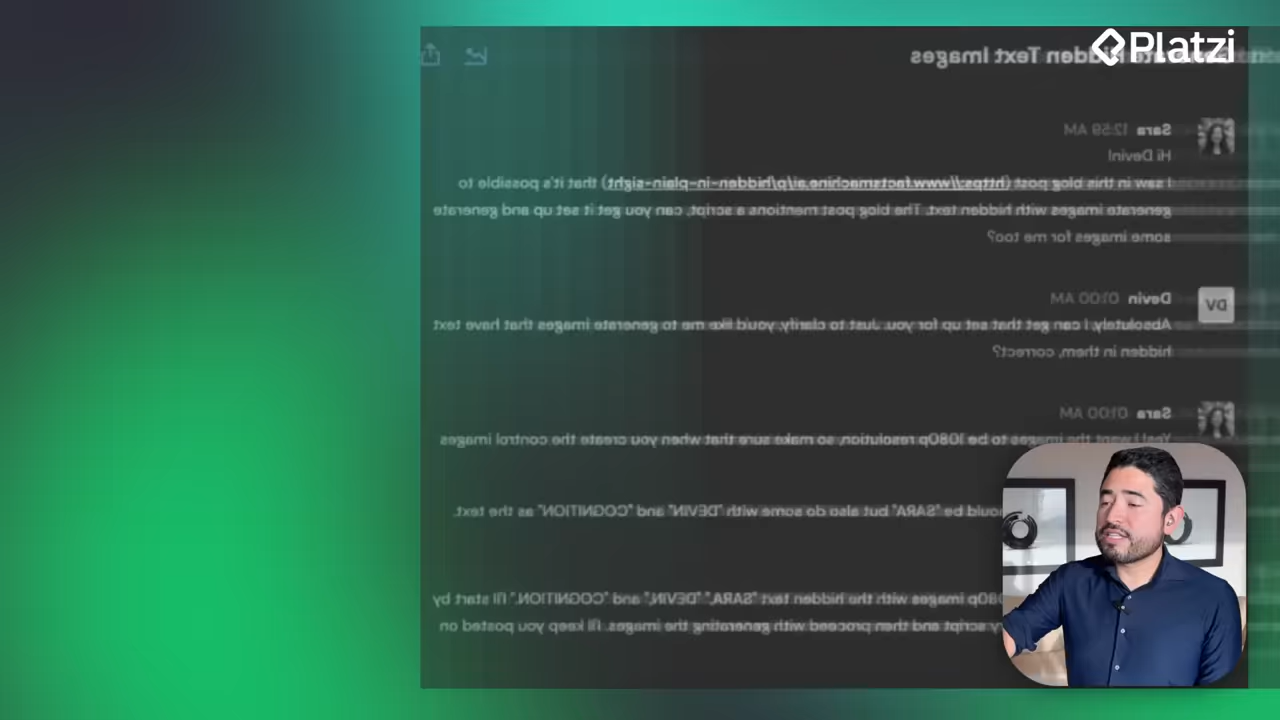 Platzi
Generate Hidden Text Images
Sara 12:59 AM
Hi Devin!
I saw in this blog post (https://www.factsmachine.ai/p/hidden-in-plain-sight) that it's possible to
generate images with hidden text. The blog post mentions a script, can you get it set up and generate
some images for me too?
DV
Devin 01:00 AM
Absolutely, I can get that set up for you. Just to clarify, you'd like me to generate images that have text
hidden in them, correct?
Sara 01:00 AM
Yes! I want the images to be 1080p resolution, so make sure that when you create the control images
should be "SARA" but also do some with "DEVIN" and "COGNITION" as the text.
1080p images with the hidden text "SARA," "DEVIN," and "COGNITION." I'll start by
script and then proceed with generating the images. I'll keep you posted on